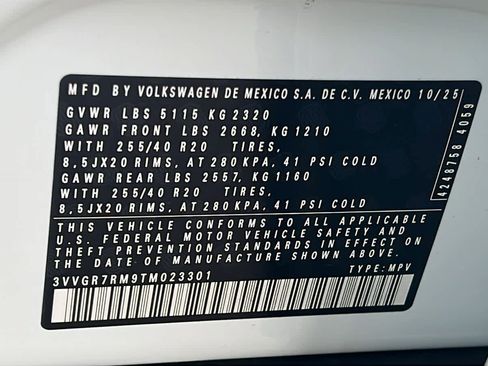 MFD BY VOLKSWAGEN DE MEXICO S.A. DE C.V. MEXICO 10/25
GVWR LBS 5115 KG 2320
GAWR FRONT LBS 2668, KG 1210
WITH 255/40 R20 TIRES,
8,5JX20 RIMS, AT 280 KPA, 41 PSI COLD
GAWR REAR LBS 2557, KG 1160
WITH 255/40 R20 TIRES,
8,5JX20 RIMS, AT 280 KPA, 41 PSI COLD
THIS VEHICLE CONFORMS TO ALL APPLICABLE
U.S. FEDERAL MOTOR VEHICLE SAFETY AND
THEFT PREVENTION STANDARDS IN EFFECT ON
THE DATE OF MANUFACTURE SHOWN ABOVE.
3VVGR7RM9TM023301 TYPE: MPV
4248758 4059